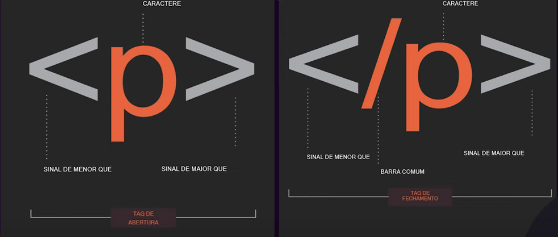 CARACTERE
<p>
SINAL DE MENOR QUE
SINAL DE MAIOR QUE
TAG DE
ABERTURA
CARACTERE
</p>
SINAL DE MENOR QUE
SINAL DE MAIOR QUE
BARRA COMUM
TAG DE
FECHAMENTO